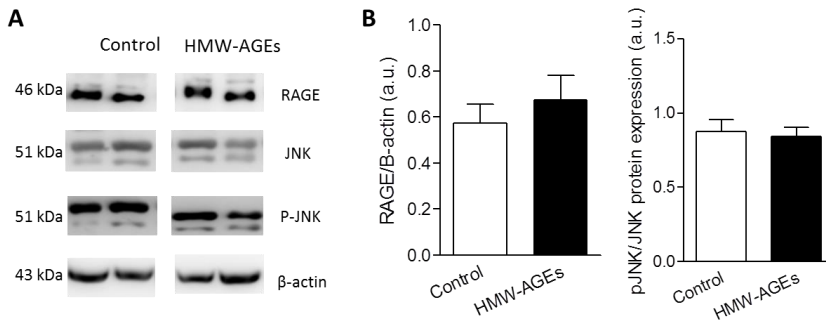 A
Control HMW-AGEs
46 kDa RAGE
51 kDa JNK
51 kDa P-JNK
43 kDa β-actin
B
RAGE/B-actin (a.u.)
1.0
0.8
0.6
0.4
0.2
0.0
Control
HMW-AGEs
pJNK/JNK protein expression (a.u.)
1.5
1.0
0.5
0.0
Control
HMW-AGEs